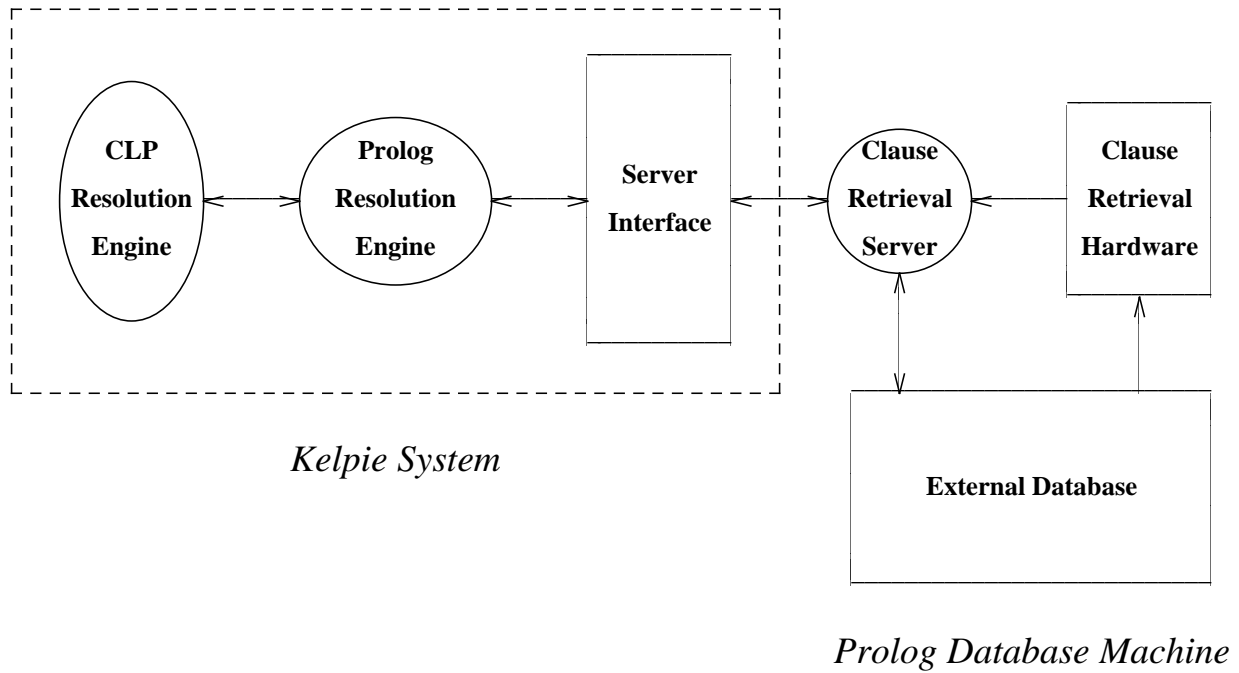 CLP
Resolution
Engine
Prolog
Resolution
Engine
Server
Interface
Clause
Retrieval
Server
Clause
Retrieval
Hardware
Kelpie System
External Database
Prolog Database Machine